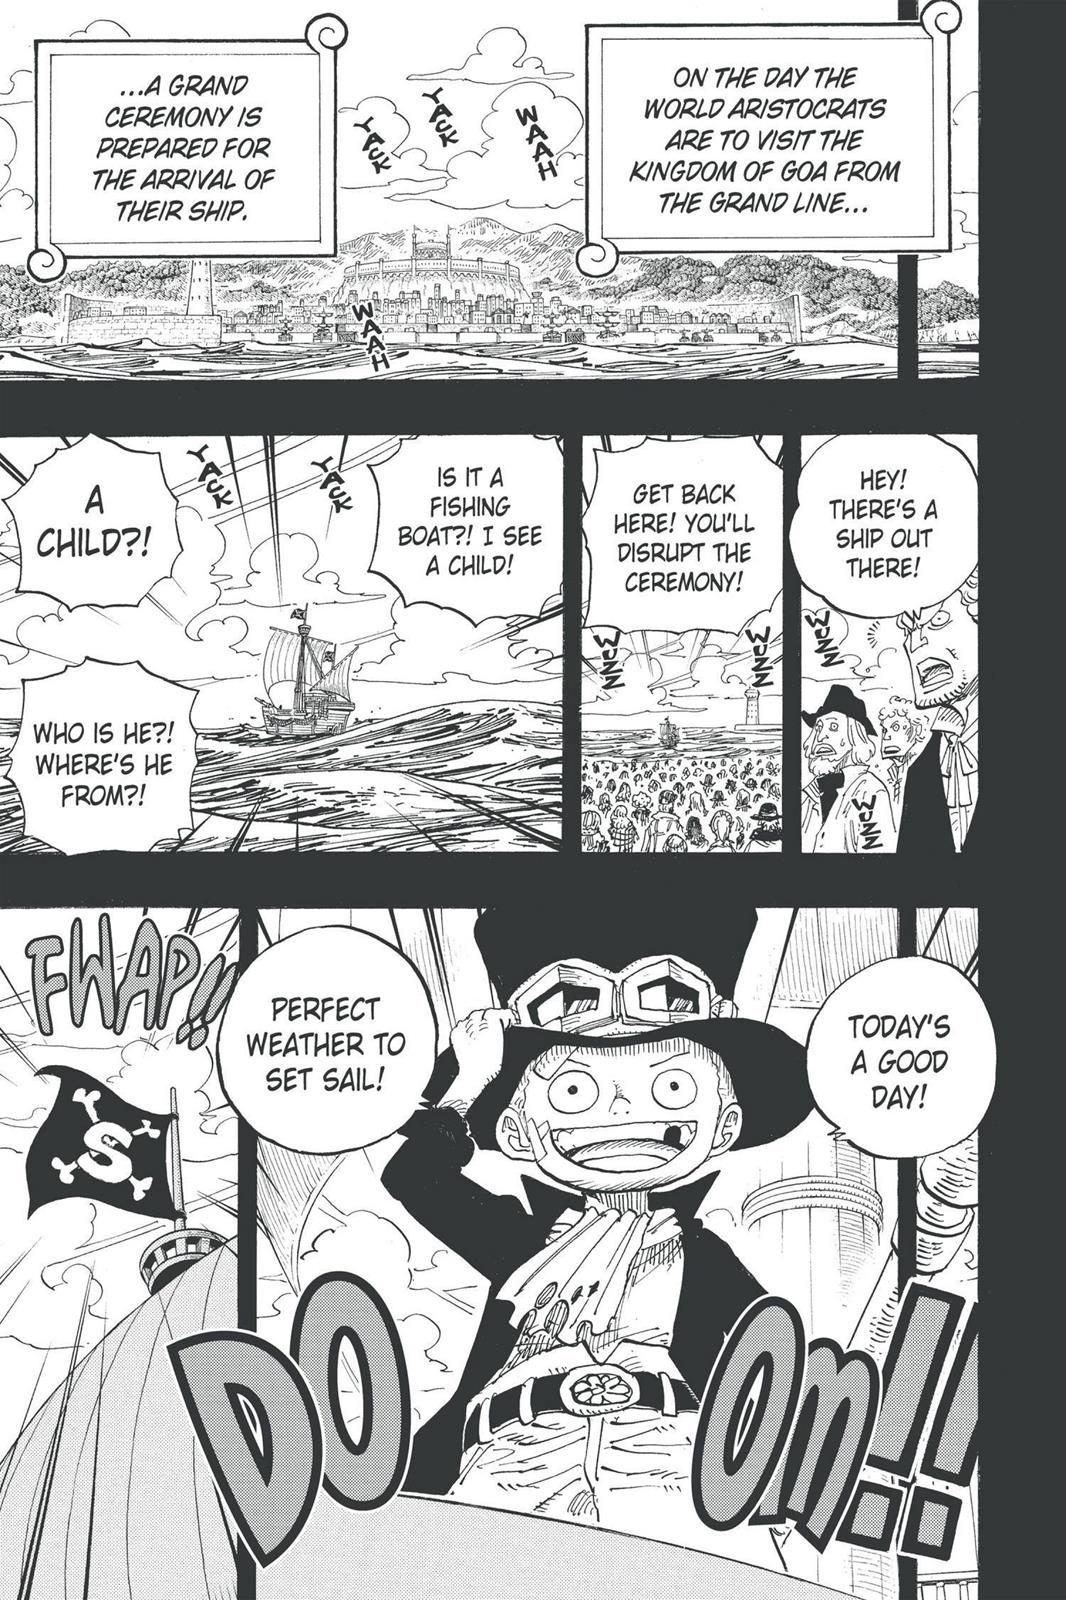 ON THE DAY THE
WORLD ARISTOCRATS
ARE TO VISIT THE
KINGDOM OF GOA FROM
THE GRAND LINE...
...A GRAND
CEREMONY IS
PREPARED FOR
THE ARRIVAL OF
THEIR SHIP.
WAAH
YACK
YACK
WAAH
HEY!
THERE'S A
SHIP OUT
THERE!
WUZZ
WUZZ
GET BACK
HERE! YOU'LL
DISRUPT THE
CEREMONY!
WUZZ
WUZZ
IS IT A
FISHING
BOAT?! I SEE
A CHILD!
YACK
YACK
A
CHILD?!
WHO IS HE?!
WHERE'S HE
FROM?!
TODAY'S
A GOOD
DAY!
PERFECT
WEATHER TO
SET SAIL!
FWAP!!
S
DOOM!!